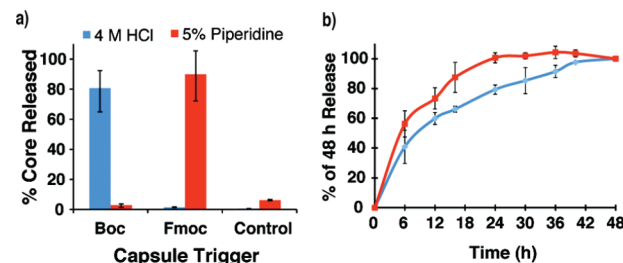 a)
4 M HCl 5% Piperidine
% Core Released
100
80
60
40
20
0
Boc Fmoc Control
Capsule Trigger
b)
% of 48 h Release
100
80
60
40
20
0
0 6 12 18 24 30 36 42 48
Time (h)